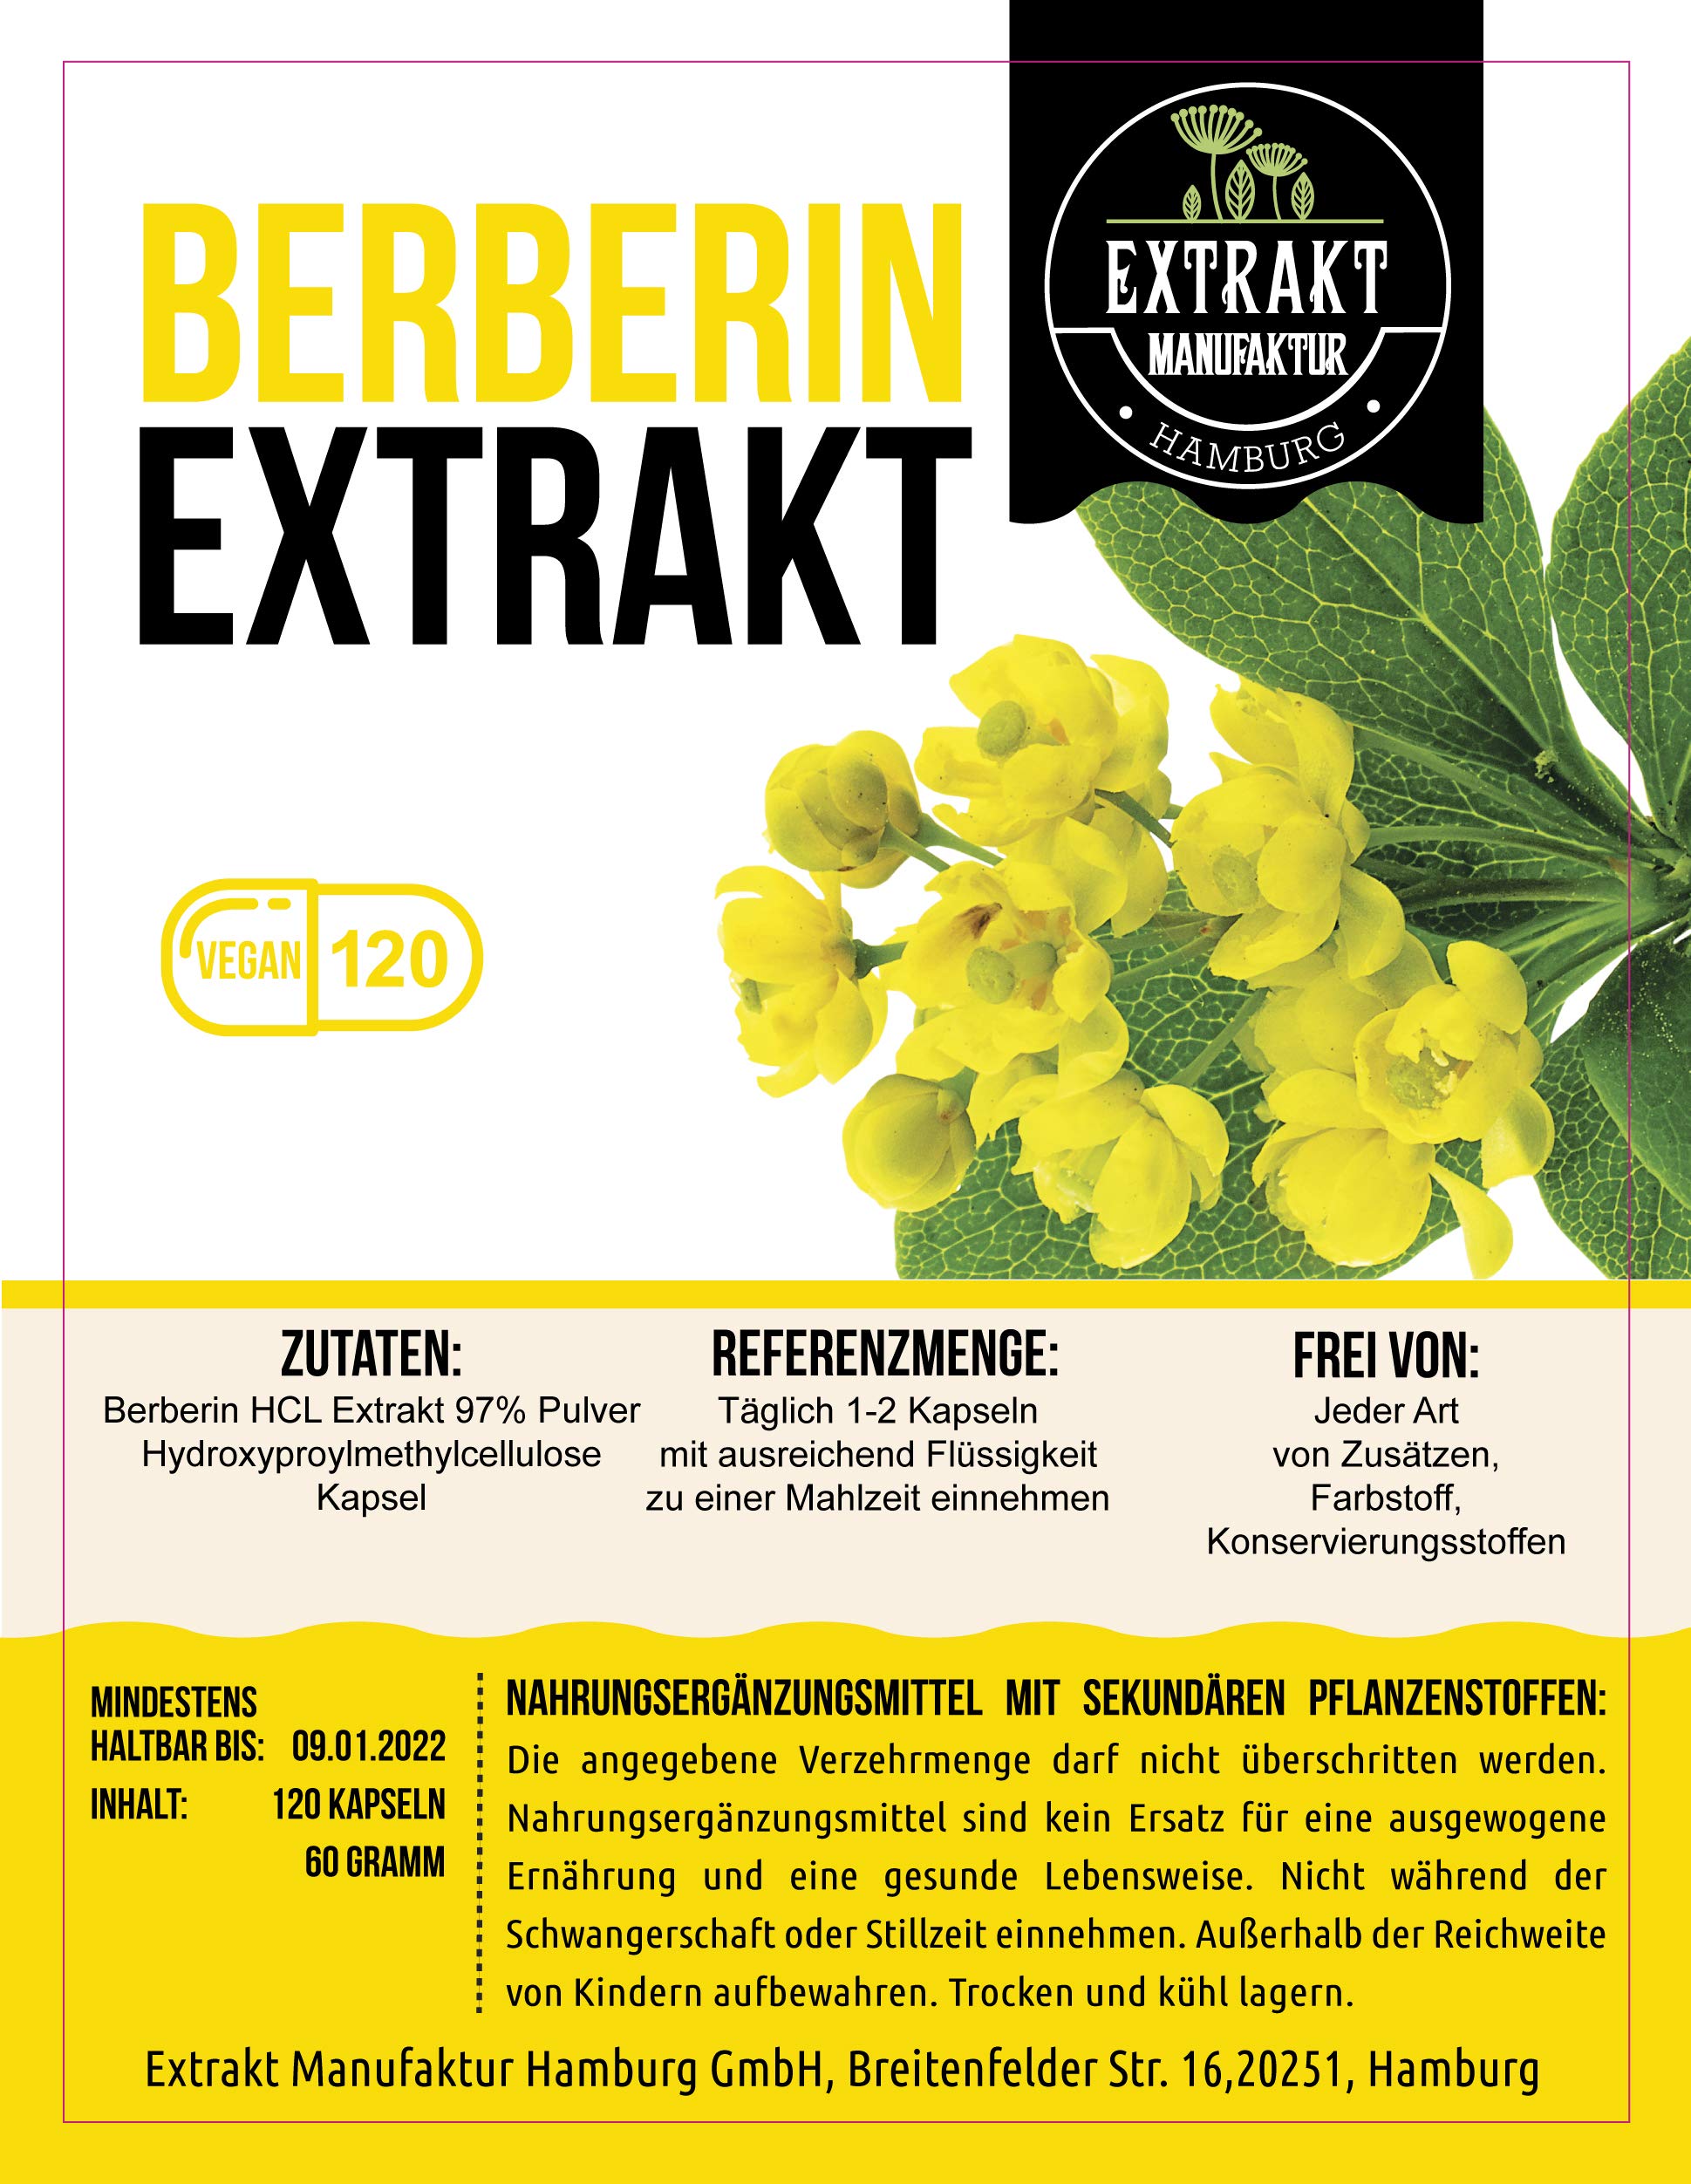 EXTRAKT
MANUFAKTUR
HAMBURG
BERBERIN
EXTRAKT
VEGAN 120
ZUTATEN:
Berberin HCL Extrakt 97% Pulver
Hydroxyproylmethylcellulose
Kapsel
REFERENZMENGE:
Täglich 1-2 Kapseln
mit ausreichend Flüssigkeit
zu einer Mahlzeit einnehmen
FREI VON:
Jeder Art
von Zusätzen,
Farbstoff,
Konservierungsstoffen
MINDESTENS
HALTBAR BIS: 09.01.2022
INHALT: 120 KAPSELN
60 GRAMM
NAHRUNGSERGÄNZUNGSMITTEL MIT SEKUNDÄREN PFLANZENSTOFFEN:
Die angegebene Verzehrmenge darf nicht überschritten werden.
Nahrungsergänzungsmittel sind kein Ersatz für eine ausgewogene
Ernährung und eine gesunde Lebensweise. Nicht während der
Schwangerschaft oder Stillzeit einnehmen. Außerhalb der Reichweite
von Kindern aufbewahren. Trocken und kühl lagern.
Extrakt Manufaktur Hamburg GmbH, Breitenfelder Str. 16,20251, Hamburg